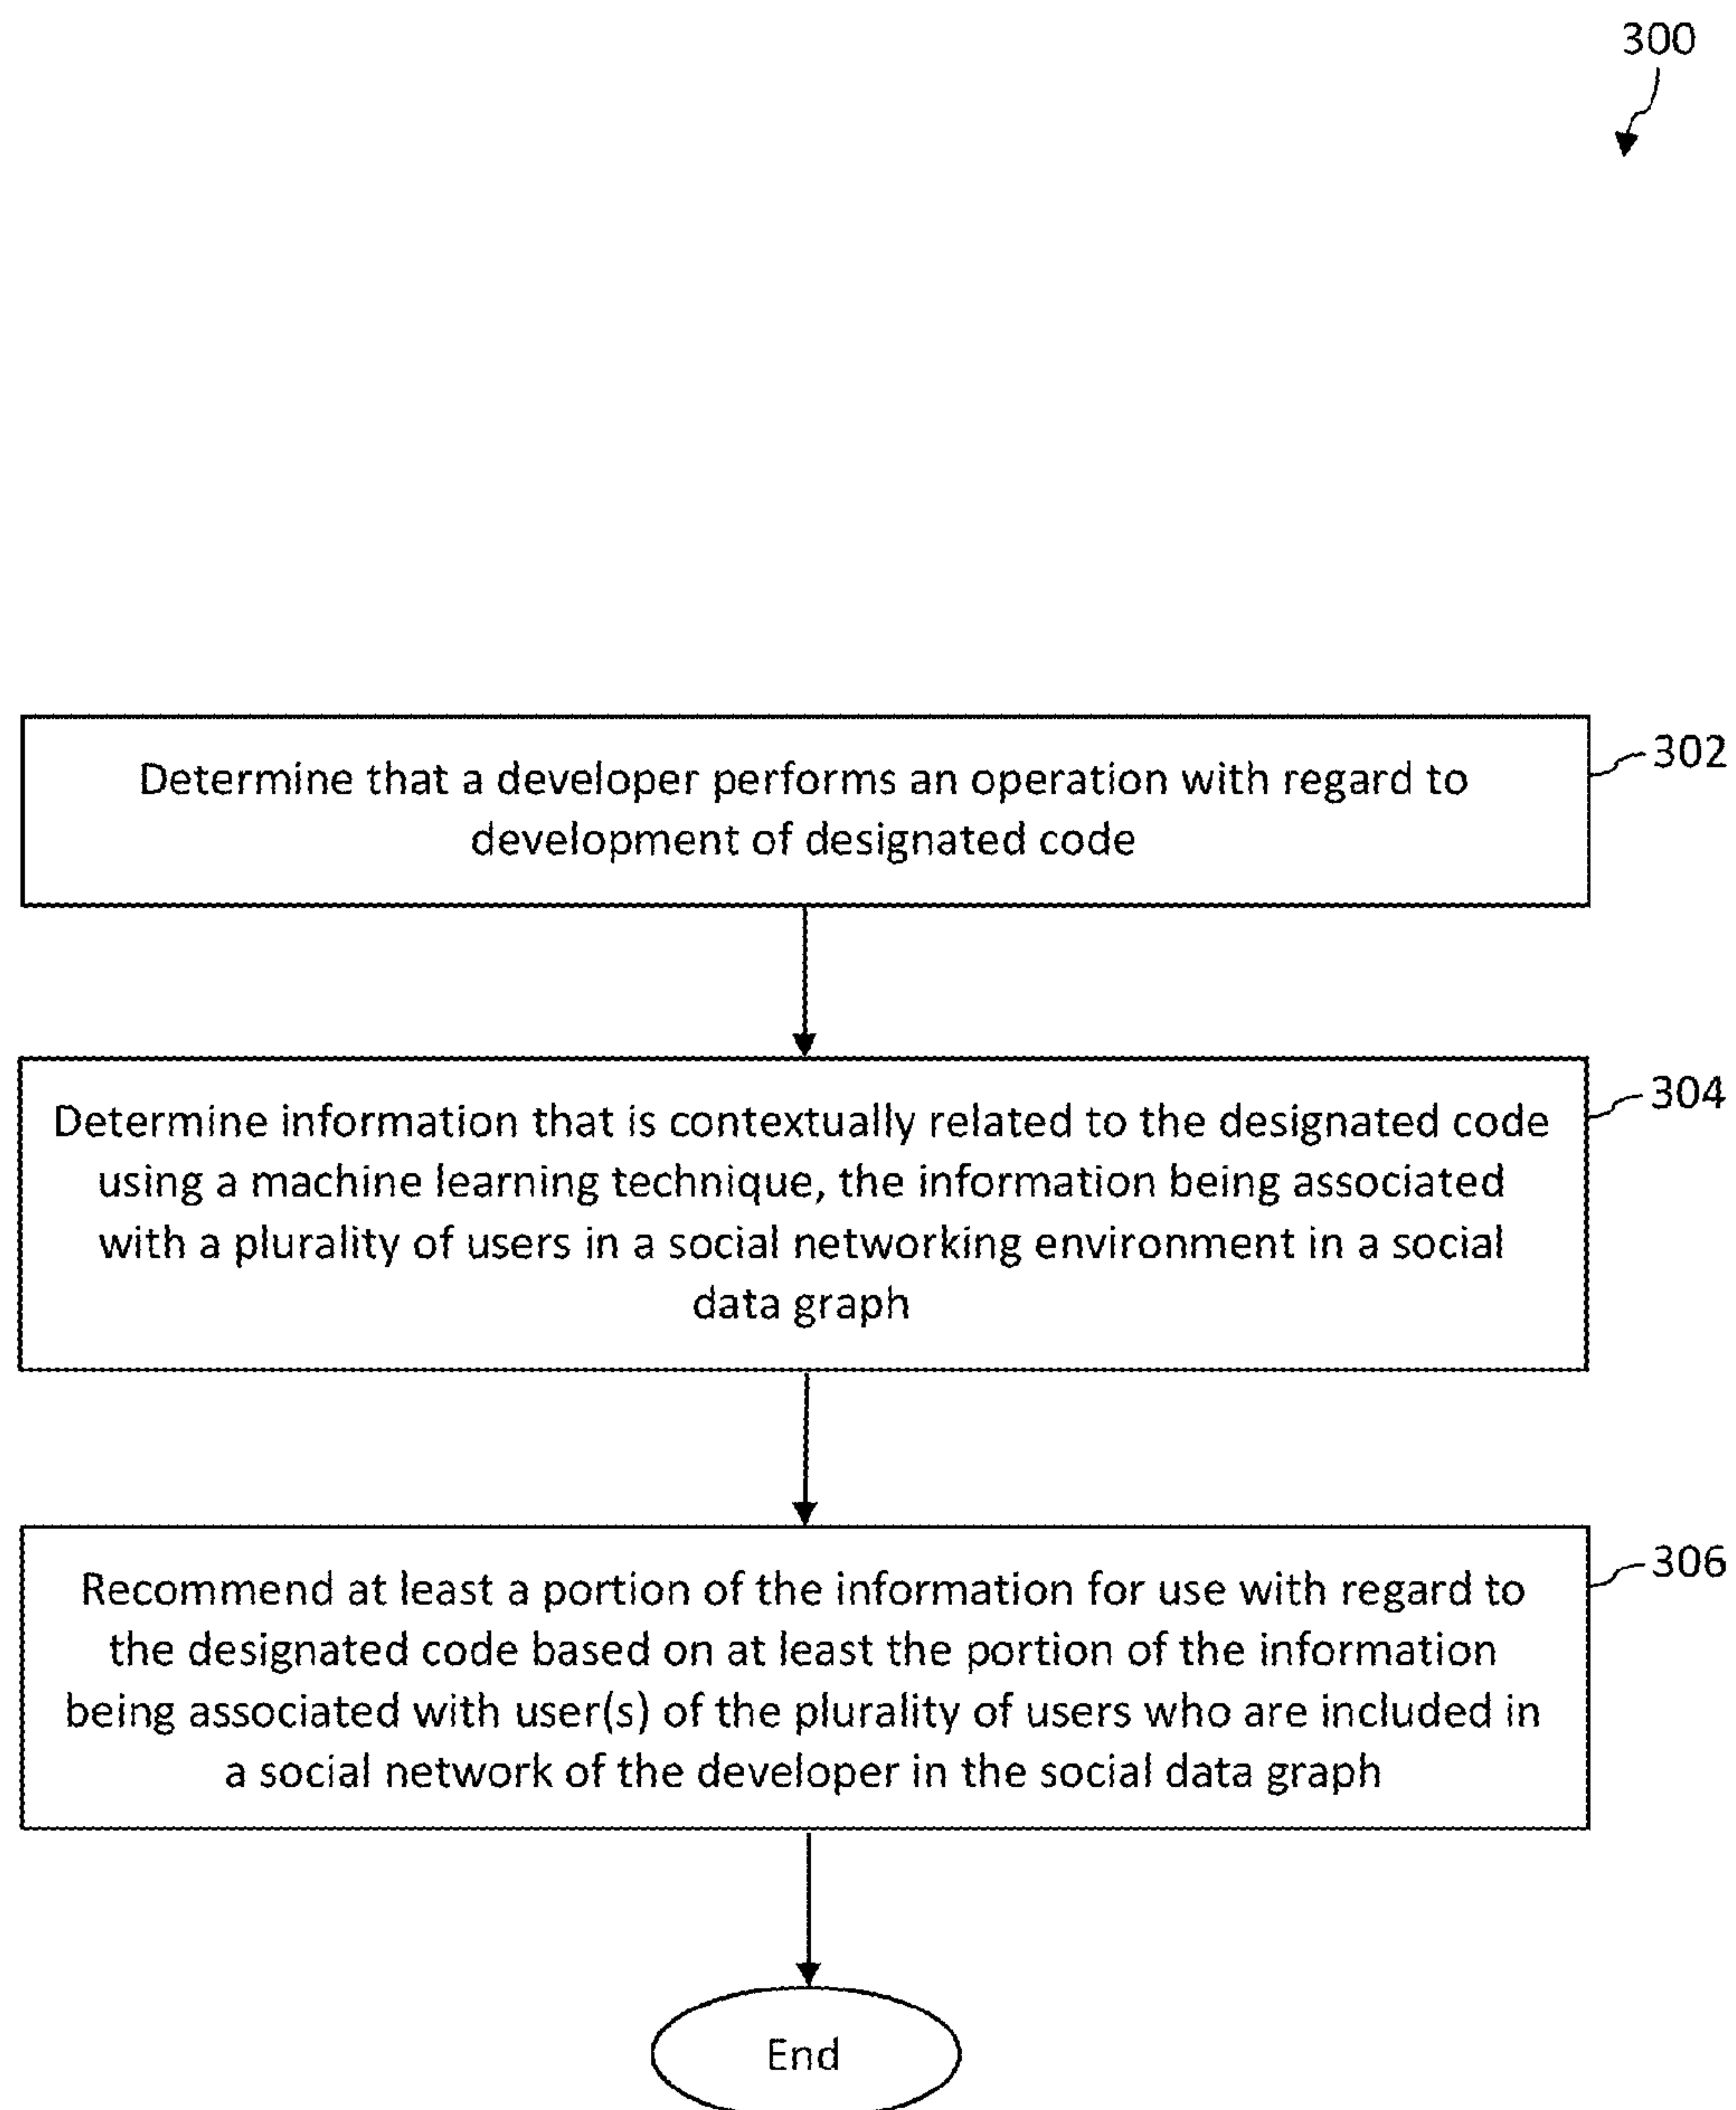 300
Determine that a developer performs an operation with regard to
development of designated code
302
Determine information that is contextually related to the designated code
using a machine learning technique, the information being associated
with a plurality of users in a social networking environment in a social
data graph
304
Recommend at least a portion of the information for use with regard to
the designated code based on at least the portion of the information
being associated with user(s) of the plurality of users who are included in
a social network of the developer in the social data graph
306
End